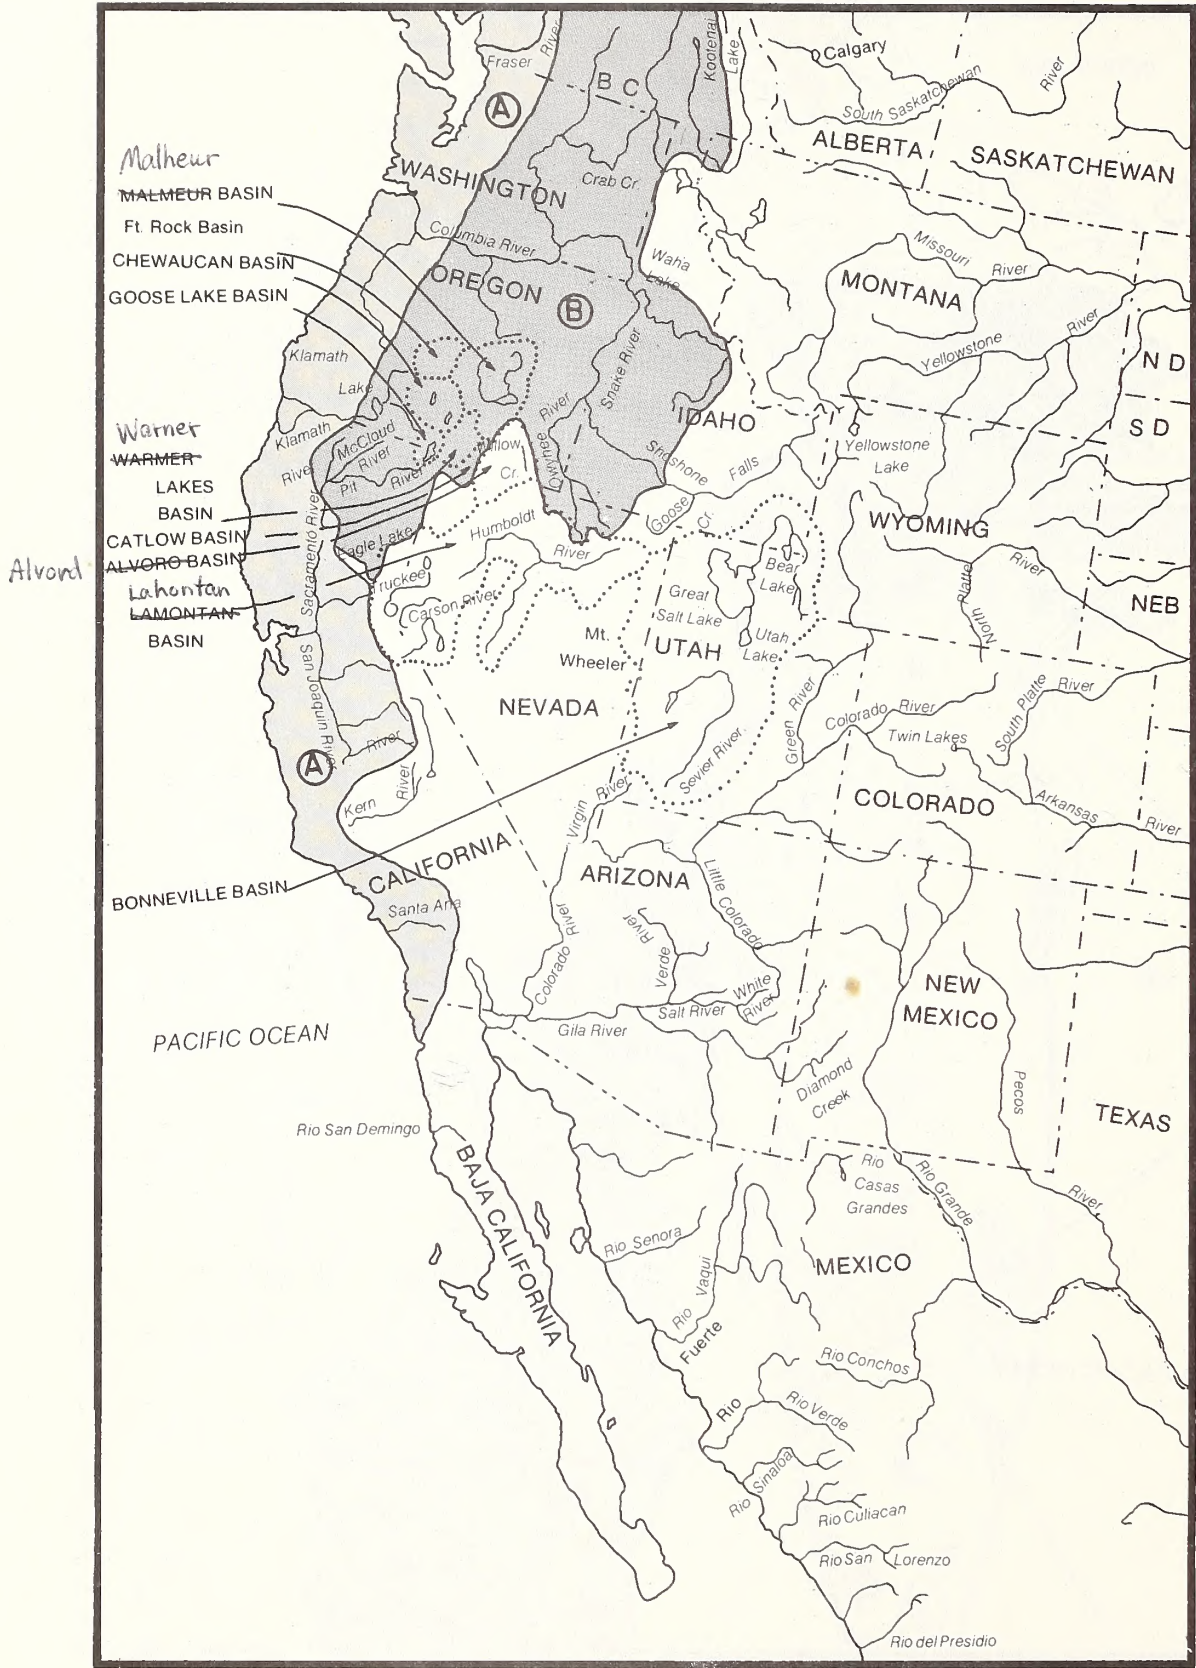 Fraser
River
B C
Kootenai
Lake
Calgary
South Saskatchewan
River
A
ALBERTA
SASKATCHEWAN
Malheur
MALMEUR BASIN
WASHINGTON
Crab Cr.
Ft. Rock Basin
Columbia River
Waha
Lake
Missouri
River
CHEWAUCAN BASIN
OREGON
MONTANA
GOOSE LAKE BASIN
B
River
Klamath
Lake
Snake River
Yellowstone
N D
IDAHO
Klamath
River
McCloud
River
River
Owyhee
S D
Warner
WARMER
LAKES
BASIN
Pit
River
Willow
Cr.
Shoshone
Falls
Yellowstone
Lake
Goose
Cr.
WYOMING
CATLOW BASIN
Alvord
ALVORO BASIN
Sacramento River
Eagle Lake
Humboldt
River
River
Lahontan
LAMONTAN
BASIN
Truckee
Carson River
Bear
Lake
Great
Salt Lake
North Platte
NEB
Mt.
Wheeler
UTAH
Utah
Lake
San Joaquin River
NEVADA
Green River
Colorado River
South Platte
River
Twin Lakes
A
River
Sevier River
Kern
River
Virgin
River
COLORADO
Arkansas
River
BONNEVILLE BASIN
CALIFORNIA
ARIZONA
Little Colorado
Santa Ana
River
Verde
Colorado River
White
River
Salt River
Gila River
NEW
MEXICO
PACIFIC OCEAN
Diamond
Creek
Pecos
TEXAS
Rio San Demingo
BAJA CALIFORNIA
Rio
Casas
Grandes
Rio Grande
River
Rio Senora
Rio Vaqui
MEXICO
Fuerte
Rio
Rio Conchos
Rio Verde
Rio Sinaloa
Rio Culiacan
Rio San Lorenzo
Rio del Presidio